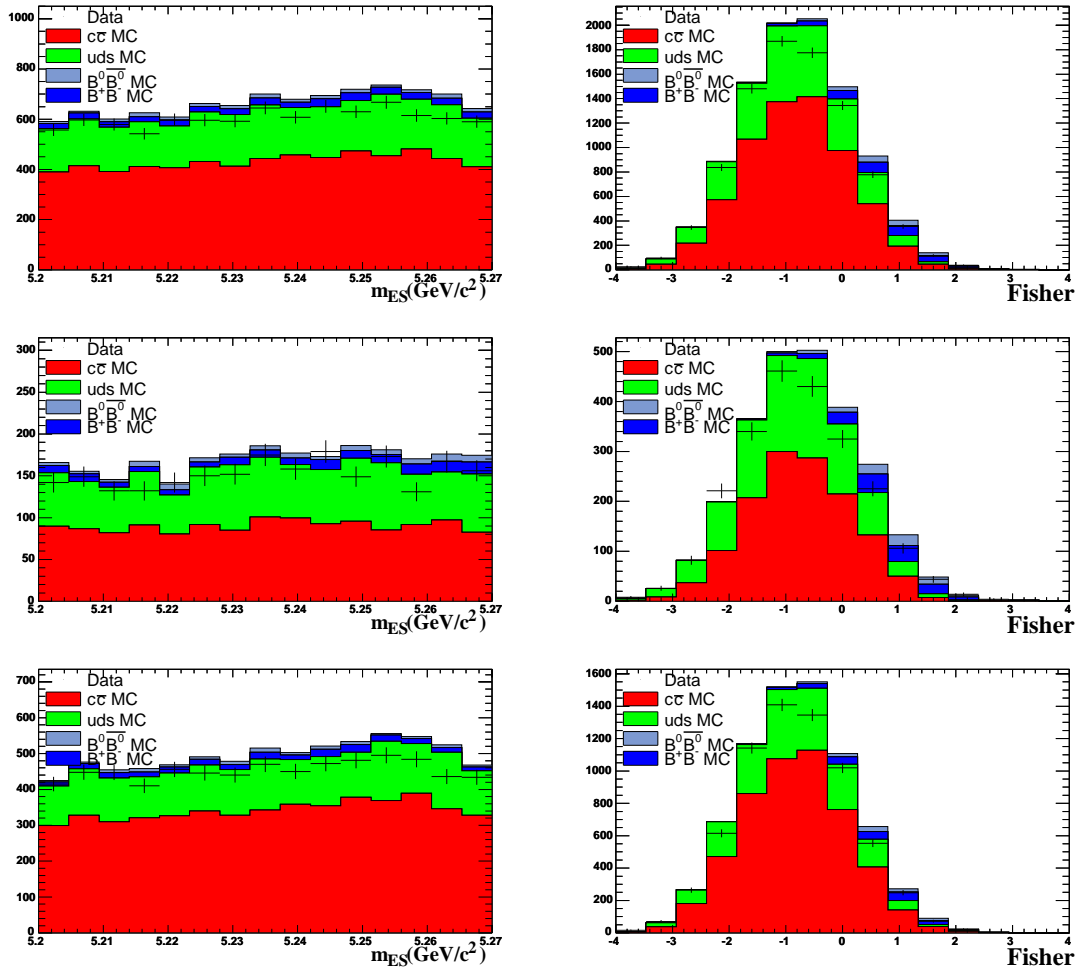 1000
800
600
400
200
0
Data
cc̅ MC
uds MC
B⁰B̅⁰ MC
B⁺B⁻ MC
5.2 5.21 5.22 5.23 5.24 5.25 5.26 5.27
m_ES(GeV/c²)
2000
1800
1600
1400
1200
1000
800
600
400
200
0
Data
cc̅ MC
uds MC
B⁰B̅⁰ MC
B⁺B⁻ MC
-4 -3 -2 -1 0 1 2 3 4
Fisher
300
250
200
150
100
50
0
Data
cc̅ MC
uds MC
B⁰B̅⁰ MC
B⁺B⁻ MC
5.2 5.21 5.22 5.23 5.24 5.25 5.26 5.27
m_ES(GeV/c²)
500
400
300
200
100
0
Data
cc̅ MC
uds MC
B⁰B̅⁰ MC
B⁺B⁻ MC
-4 -3 -2 -1 0 1 2 3 4
Fisher
700
600
500
400
300
200
100
0
Data
cc̅ MC
uds MC
B⁰B̅⁰ MC
B⁺B⁻ MC
5.2 5.21 5.22 5.23 5.24 5.25 5.26 5.27
m_ES(GeV/c²)
1600
1400
1200
1000
800
600
400
200
0
Data
cc̅ MC
uds MC
B⁰B̅⁰ MC
B⁺B⁻ MC
-4 -3 -2 -1 0 1 2 3 4
Fisher